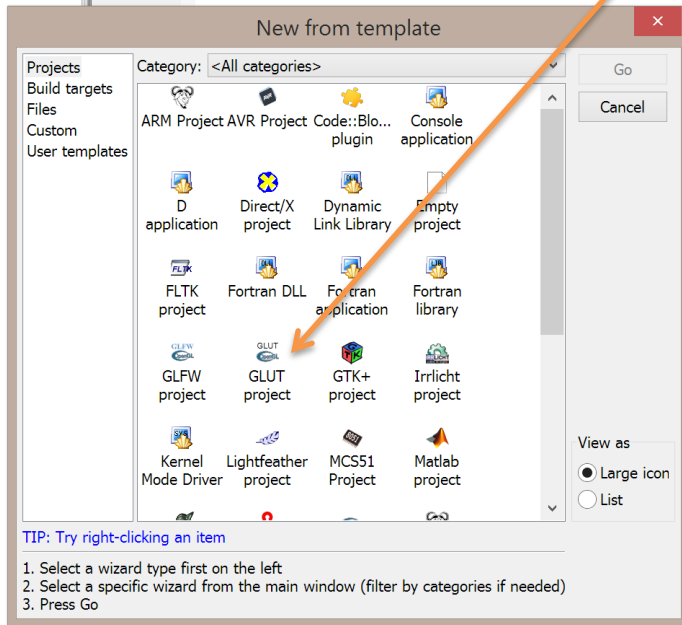 New from template
Projects
Build targets
Files
Custom
User templates
Category: <All categories>
Go
Cancel
ARM Project AVR Project Code::Blo... Console
plugin application
D Direct/X Dynamic Empty
application project Link Library project
FLTK
FLTK Fortran DLL Fortran Fortran
project application library
GLFW GLUT
OpenGL OpenGL
GLFW GLUT GTK+ Irrlicht
project project project project
SYS 8051
Kernel Lightfeather MCS51 Matlab
Mode Driver project Project project
View as
Large icon
List
TIP: Try right-clicking an item
1. Select a wizard type first on the left
2. Select a specific wizard from the main window (filter by categories if needed)
3. Press Go